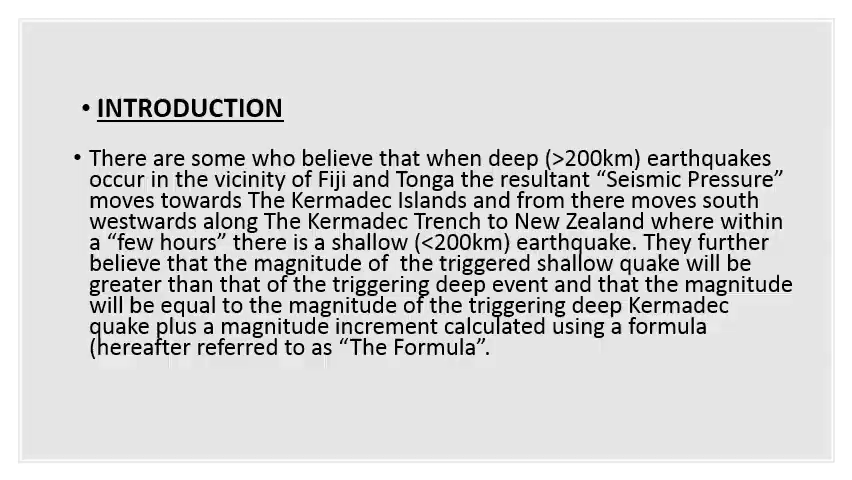 • INTRODUCTION
• There are some who believe that when deep (>200km) earthquakes
occur in the vicinity of Fiji and Tonga the resultant “Seismic Pressure”
moves towards The Kermadec Islands and from there moves south
westwards along The Kermadec Trench to New Zealand where within
a “few hours” there is a shallow (<200km) earthquake. They further
believe that the magnitude of  the triggered shallow quake will be
greater than that of the triggering deep event and that the magnitude
will be equal to the magnitude of the triggering deep Kermadec
quake plus a magnitude increment calculated using a formula
(hereafter referred to as “The Formula”.